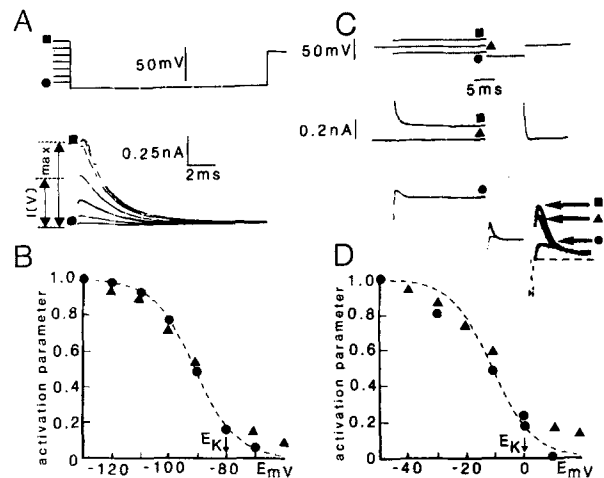 A
50mV
max
I(V)
0.25nA
2ms
C
50mV
5ms
0.2nA
B
activation parameter
1.0
0.8
0.6
0.4
0.2
0
-120
-100
-80
EK
EmV
D
activation parameter
1.0
0.8
0.6
0.4
0.2
0
-40
-20
0
EK
EmV